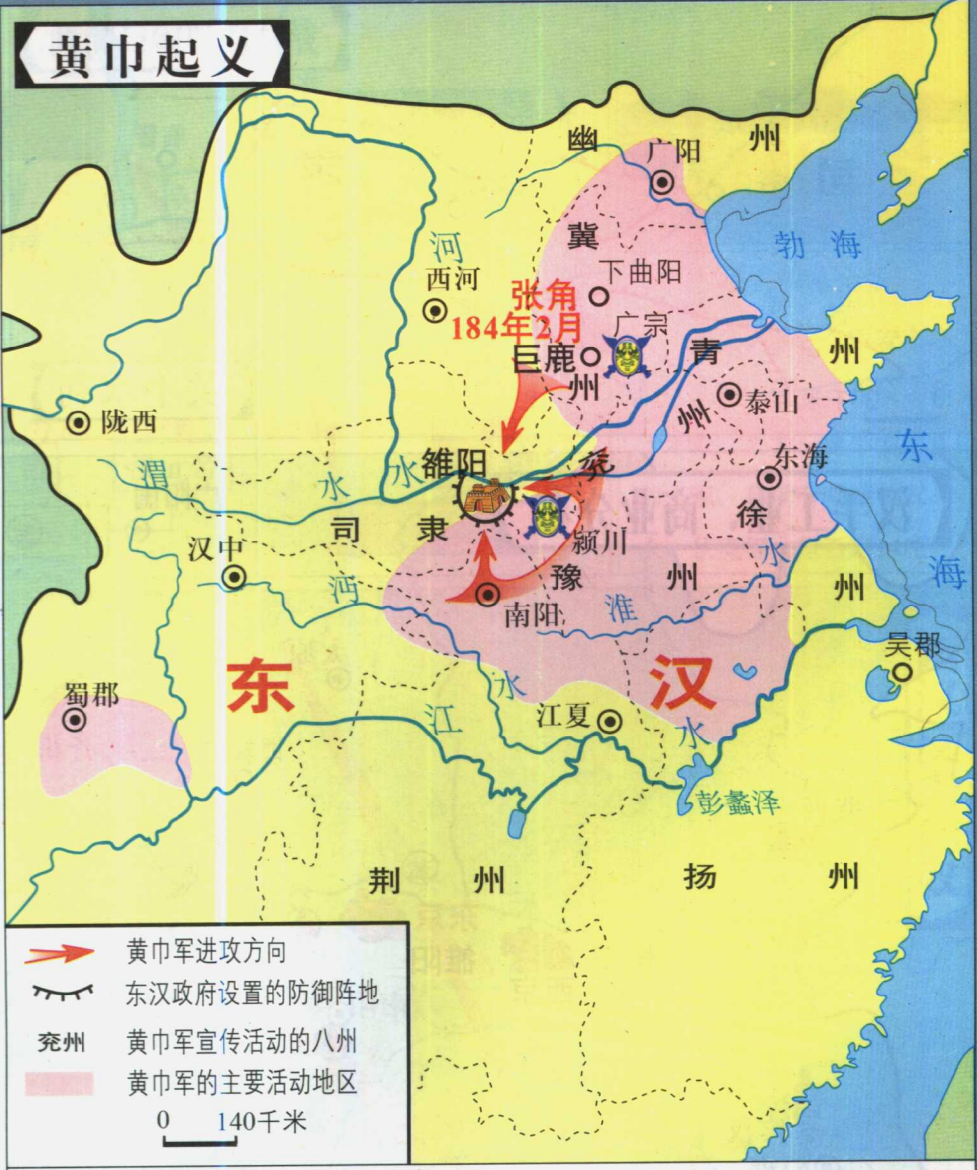 黄巾起义
幽州
广阳
冀州
勃海
河水
西河
下曲阳
张角
184年2月
广宗
巨鹿
青州
陇西
泰山
兖州
雒阳
东海
渭水
司隶
徐州
颍川
汉中
沔水
豫州
南阳
淮水
东海
吴郡
东汉
蜀郡
江水
江夏
彭蠡泽
荆州
扬州
黄巾军进攻方向
东汉政府设置的防御阵地
兖州 黄巾军宣传活动的八州
黄巾军的主要活动地区
0 140千米